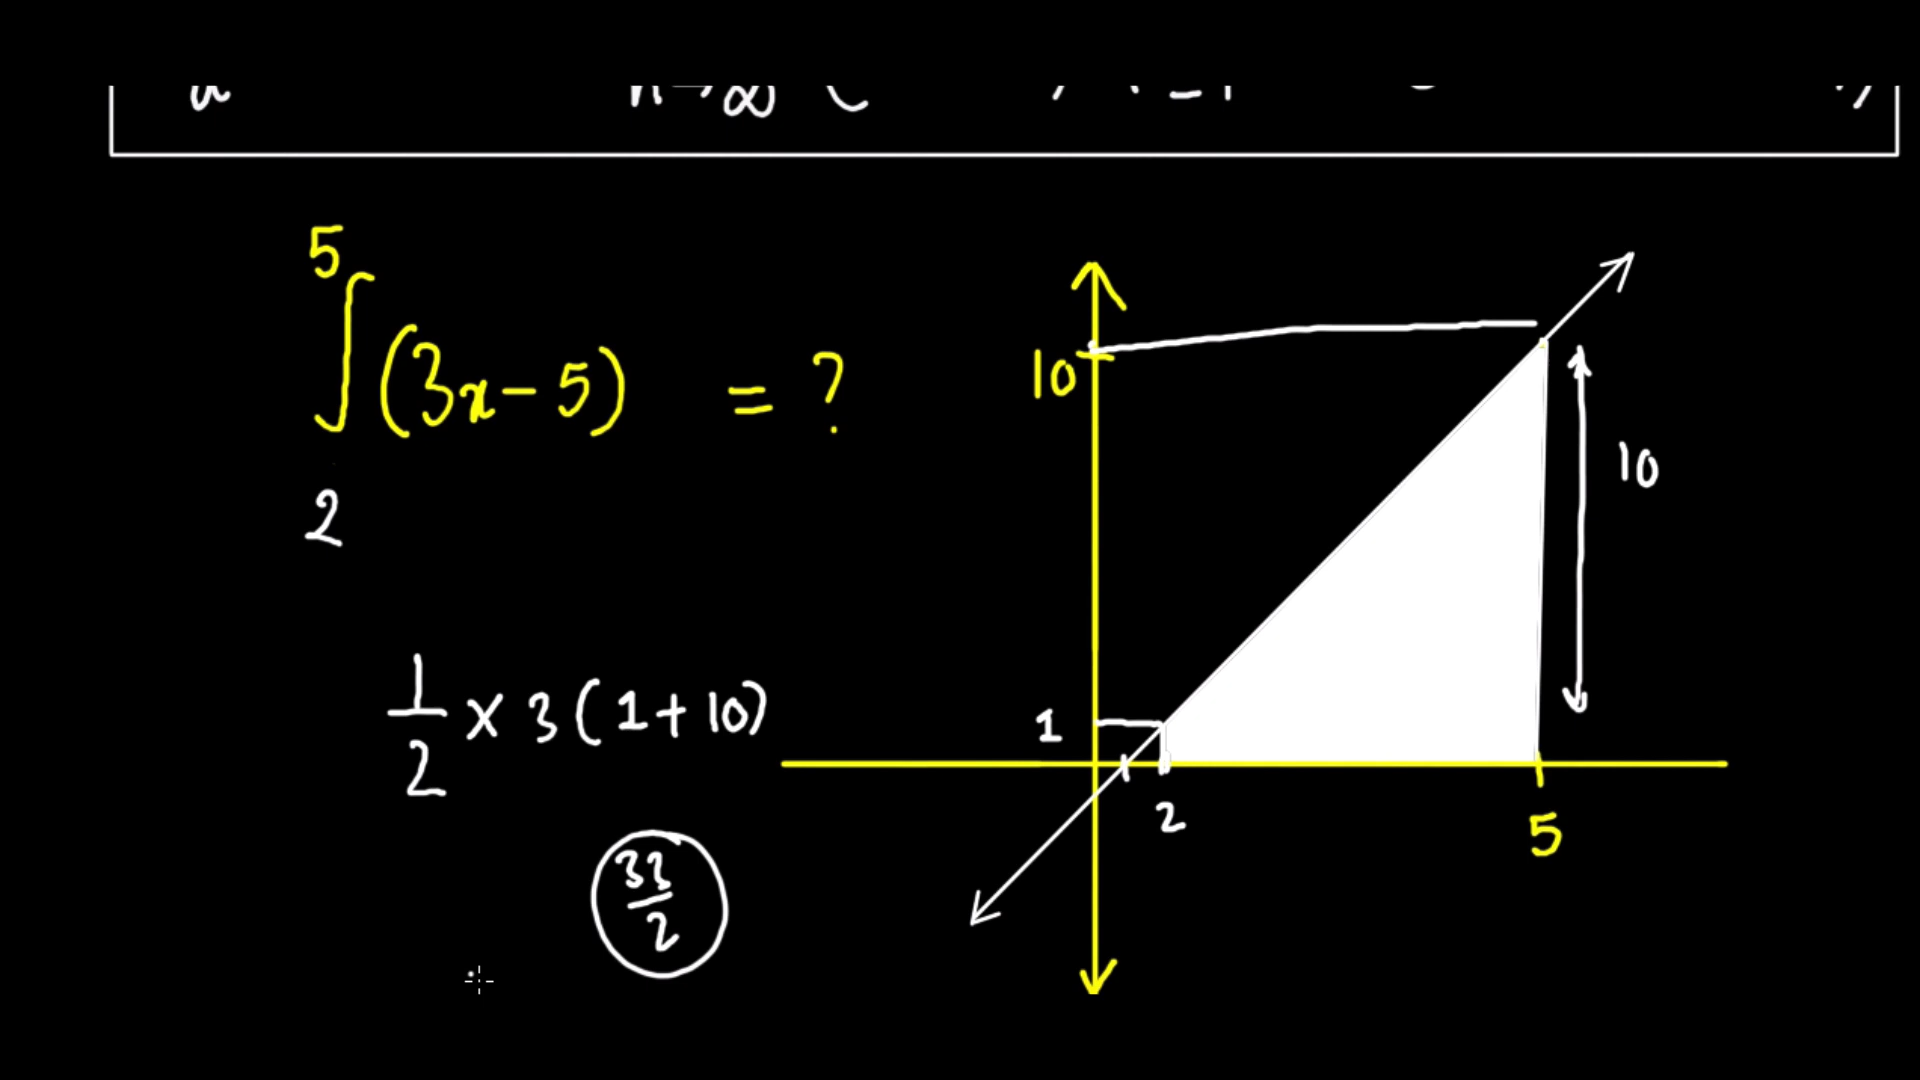 n→∞
5
∫ (3x-5) = ?
2
10
10
1
2
5
1/2 × 3(1+10)
33/2